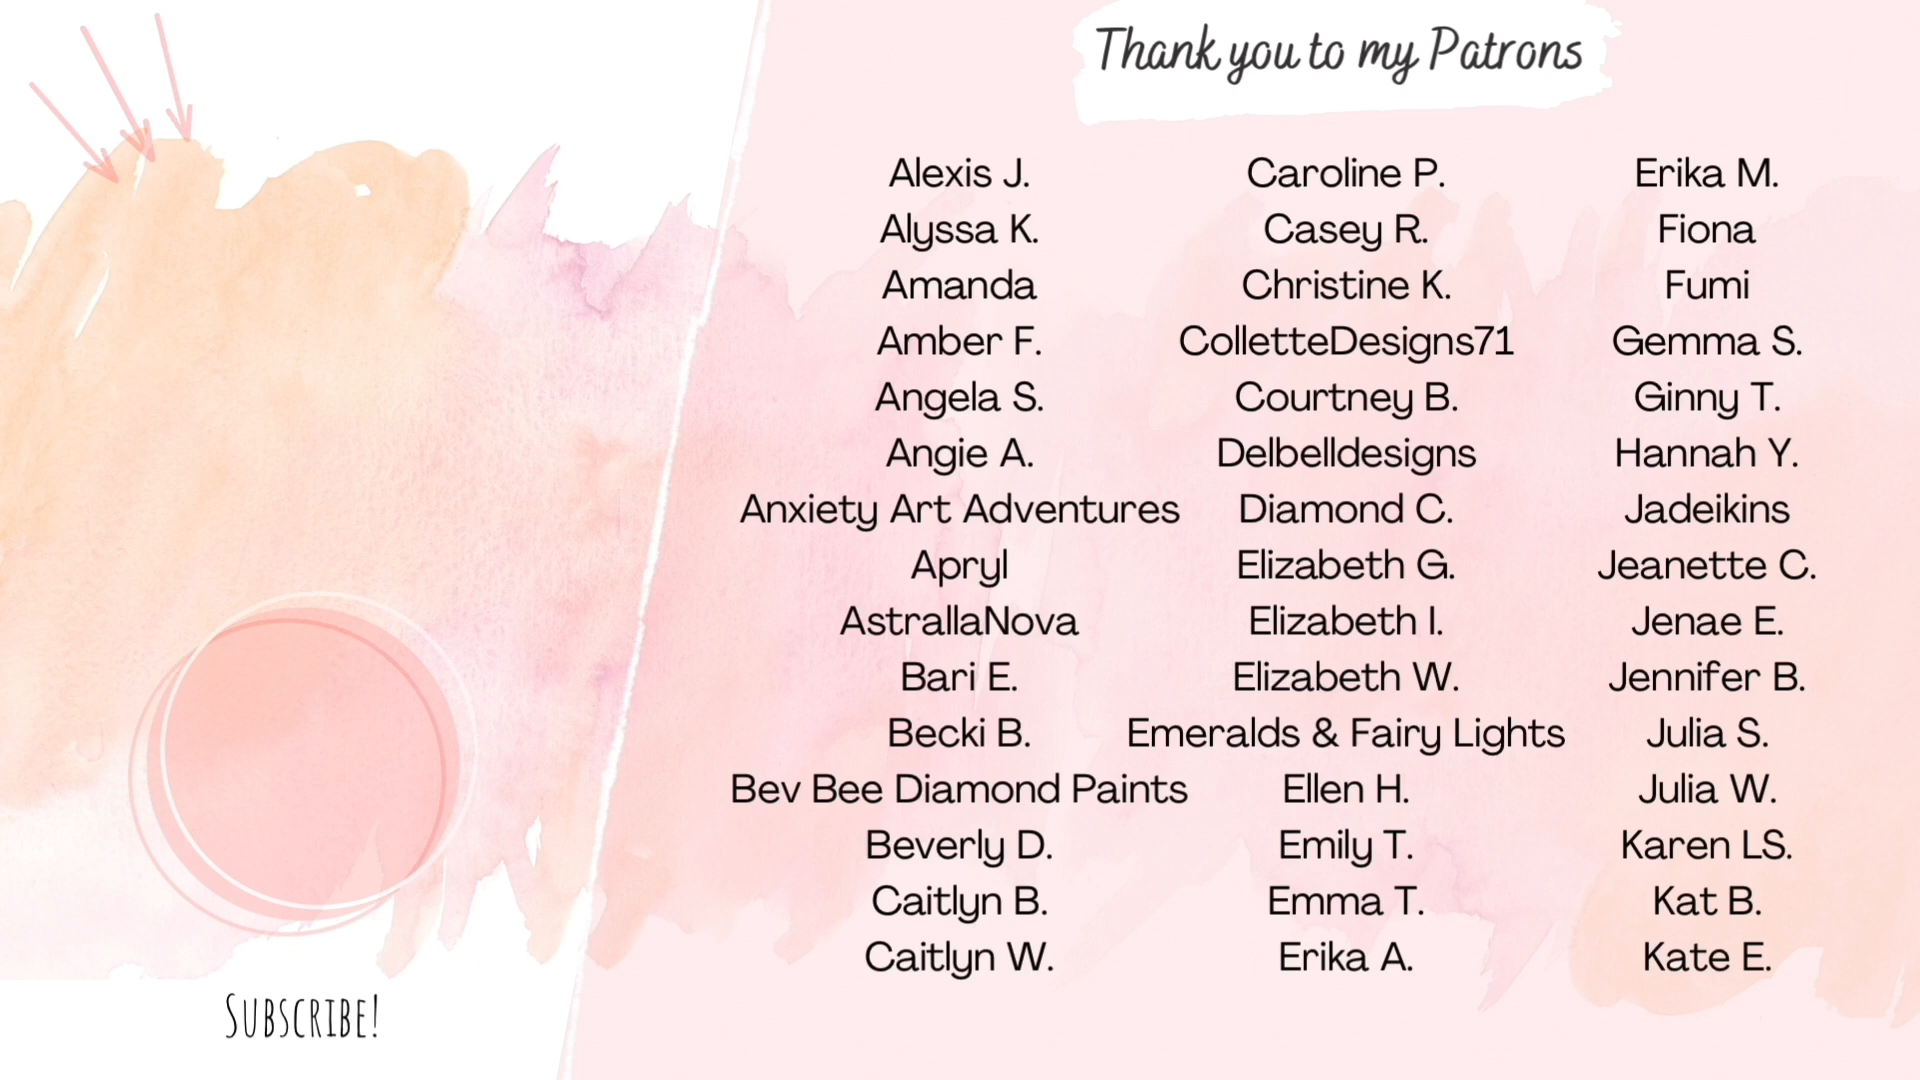 Thank you to my Patrons
Alexis J.
Alyssa K.
Amanda
Amber F.
Angela S.
Angie A.
Anxiety Art Adventures
Apryl
AstrallaNova
Bari E.
Becki B.
Bev Bee Diamond Paints
Beverly D.
Caitlyn B.
Caitlyn W.
Caroline P.
Casey R.
Christine K.
ColletteDesigns71
Courtney B.
Delbelldesigns
Diamond C.
Elizabeth G.
Elizabeth I.
Elizabeth W.
Emeralds & Fairy Lights
Ellen H.
Emily T.
Emma T.
Erika A.
Erika M.
Fiona
Fumi
Gemma S.
Ginny T.
Hannah Y.
Jadeikins
Jeanette C.
Jenae E.
Jennifer B.
Julia S.
Julia W.
Karen LS.
Kat B.
Kate E.
Subscribe!